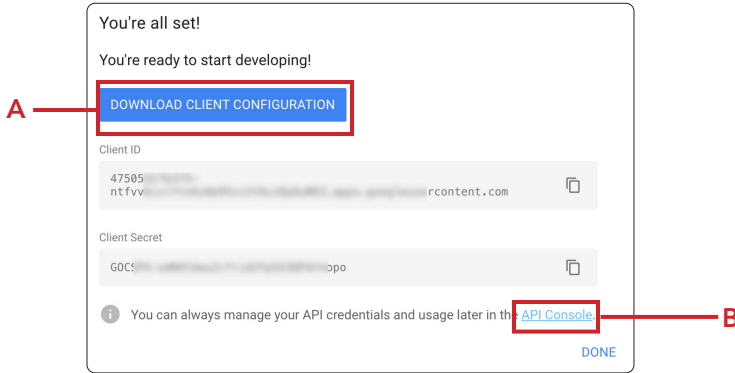 You're all set!
You're ready to start developing!
A
DOWNLOAD CLIENT CONFIGURATION
Client ID
47505
ntfvv rcontent.com
Client Secret
GOCS opo
You can always manage your API credentials and usage later in the API Console.
B
DONE